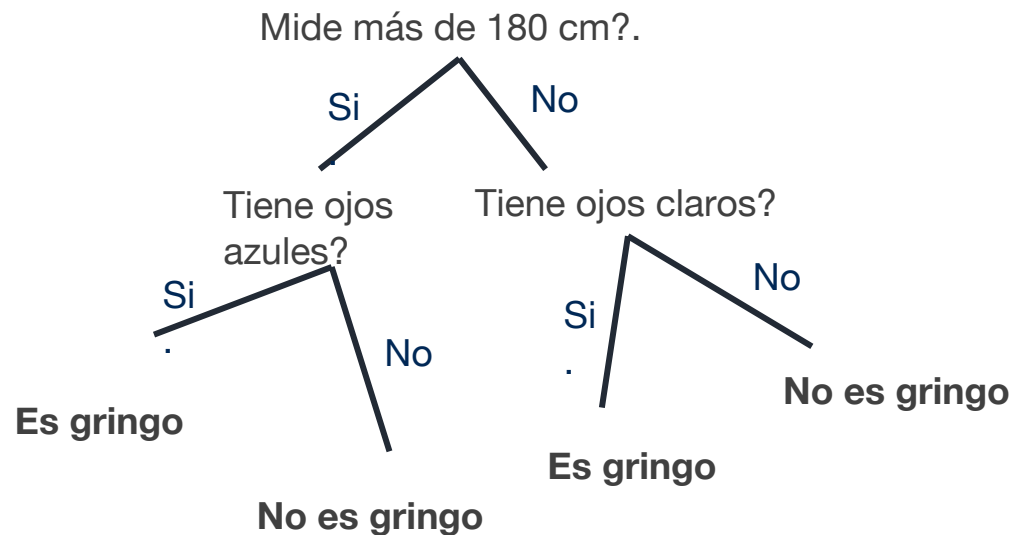 Mide más de 180 cm?.
Si
.
No
Tiene ojos
azules?
Tiene ojos claros?
Si
.
No
Si
.
No
Es gringo
No es gringo
Es gringo
No es gringo